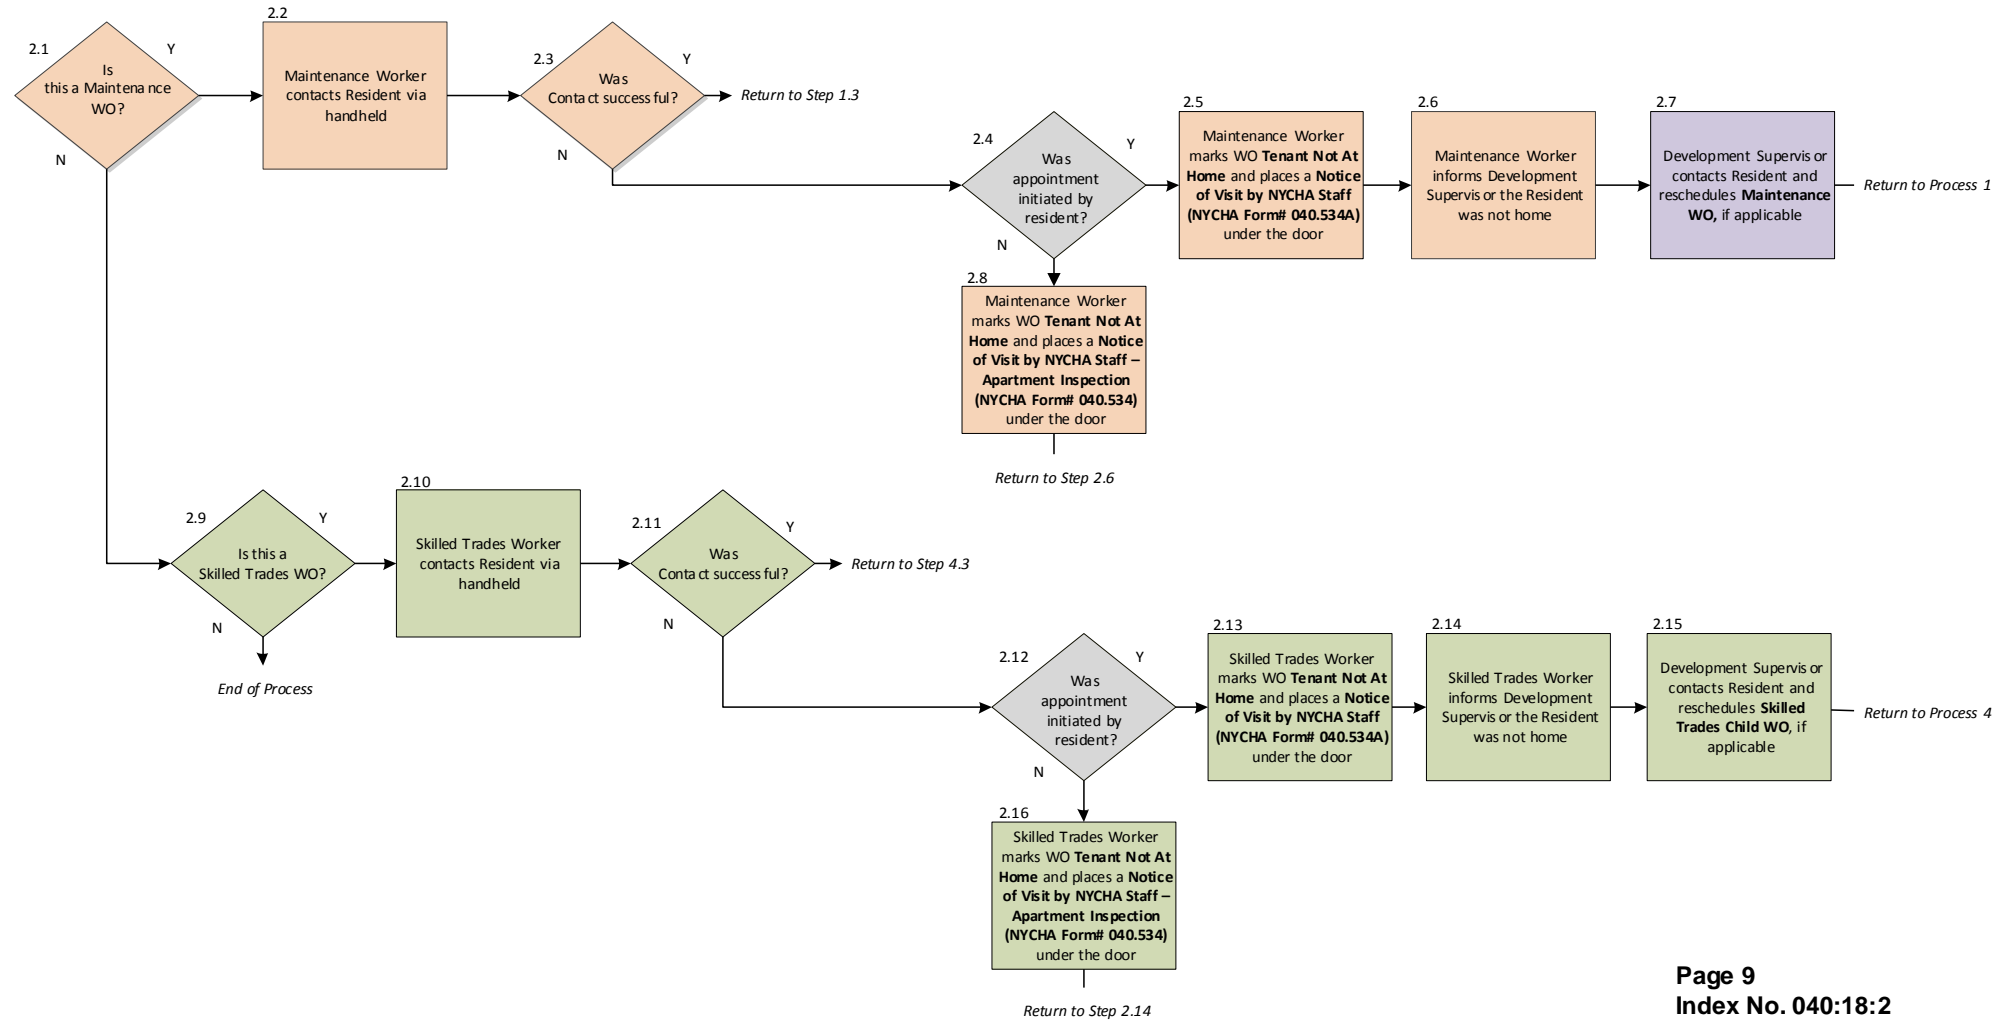 2.1
Y
Is
this a Maintenance
WO?
N
2.2
Maintenance Worker
contacts Resident via
handheld
2.3
Y
Was
Contact successful?
N
Return to Step 1.3
2.4
Y
Was
appointment
initiated by
resident?
N
2.5
Maintenance Worker
marks WO Tenant Not At
Home and places a Notice
of Visit by NYCHA Staff
(NYCHA Form# 040.534A)
under the door
2.6
Maintenance Worker
informs Development
Supervisor the Resident
was not home
2.7
Development Supervisor
contacts Resident and
reschedules Maintenance
WO, if applicable
Return to Process 1
2.8
Maintenance Worker
marks WO Tenant Not At
Home and places a Notice
of Visit by NYCHA Staff –
Apartment Inspection
(NYCHA Form# 040.534)
under the door
Return to Step 2.6
2.9
Y
Is this a
Skilled Trades WO?
N
End of Process
2.10
Skilled Trades Worker
contacts Resident via
handheld
2.11
Y
Was
Contact successful?
N
Return to Step 4.3
2.12
Y
Was
appointment
initiated by
resident?
N
2.13
Skilled Trades Worker
marks WO Tenant Not At
Home and places a Notice
of Visit by NYCHA Staff
(NYCHA Form# 040.534A)
under the door
2.14
Skilled Trades Worker
informs Development
Supervisor the Resident
was not home
2.15
Development Supervisor
contacts Resident and
reschedules Skilled
Trades Child WO, if
applicable
Return to Process 4
2.16
Skilled Trades Worker
marks WO Tenant Not At
Home and places a Notice
of Visit by NYCHA Staff –
Apartment Inspection
(NYCHA Form# 040.534)
under the door
Return to Step 2.14
Page 9
Index No. 040:18:2